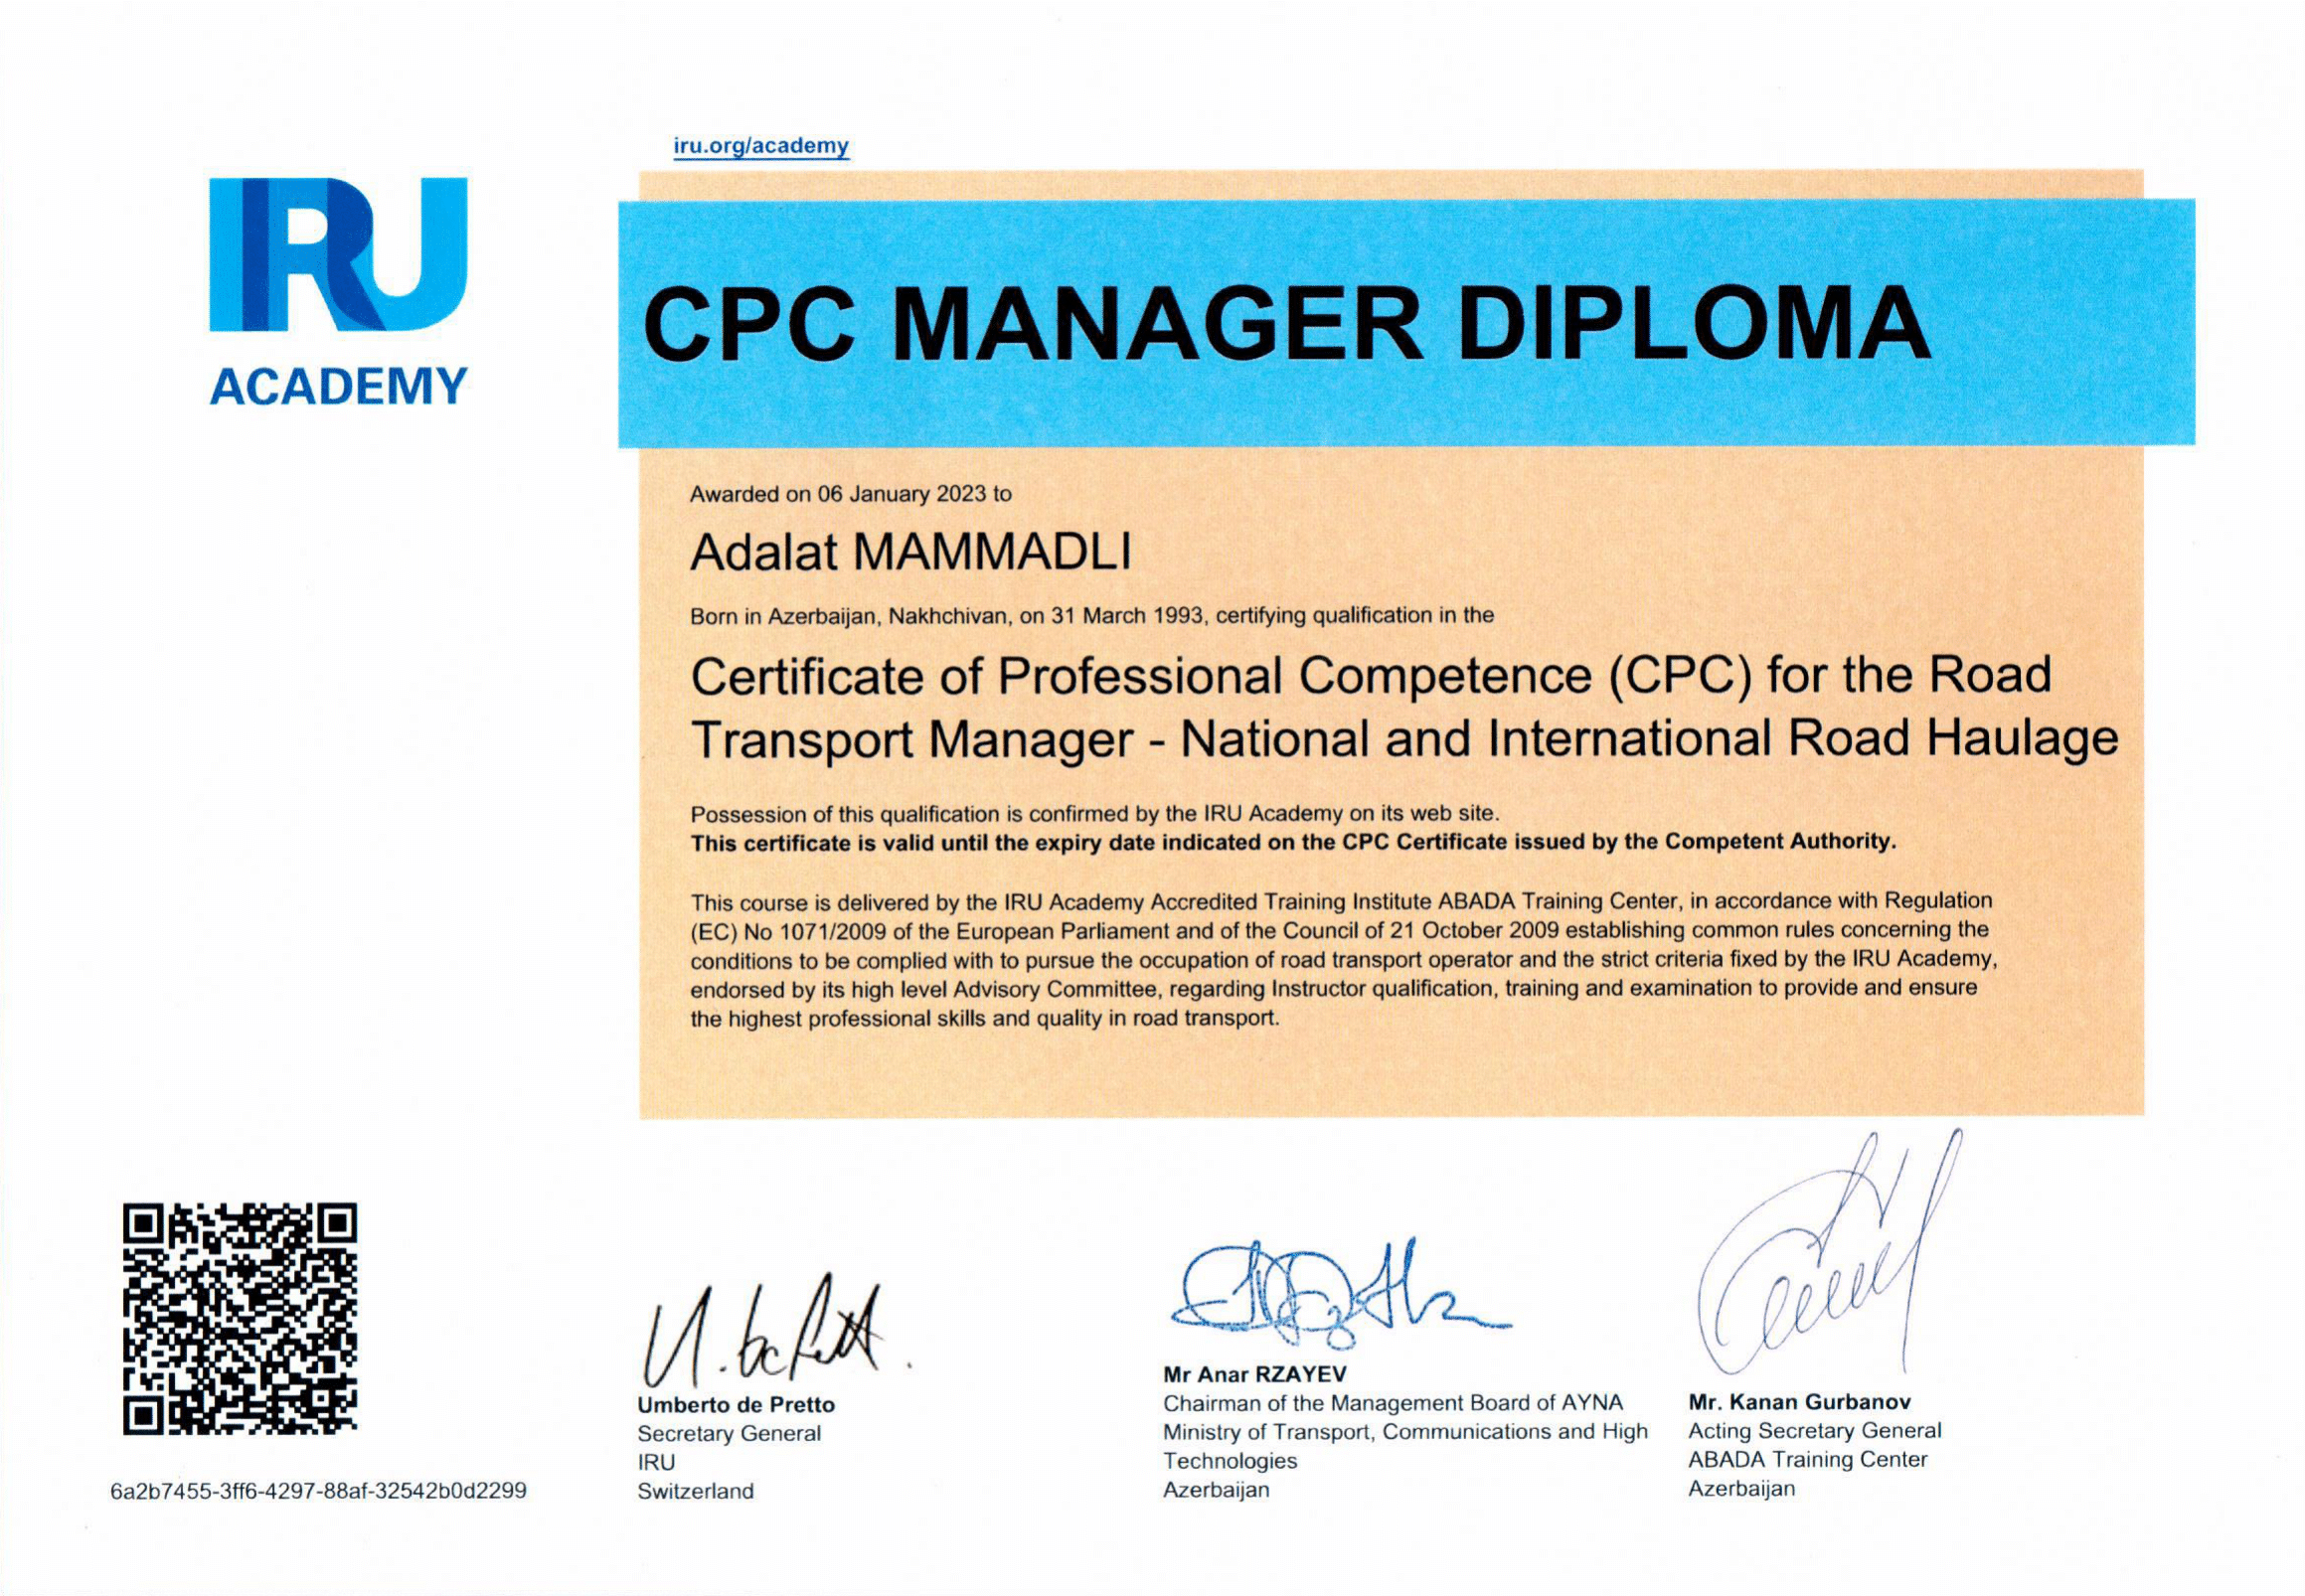 iru.org/academy
IRU
ACADEMY
CPC MANAGER DIPLOMA
Awarded on 06 January 2023 to
Adalat MAMMADLI
Born in Azerbaijan, Nakhchivan, on 31 March 1993, certifying qualification in the
Certificate of Professional Competence (CPC) for the Road
Transport Manager - National and International Road Haulage
Possession of this qualification is confirmed by the IRU Academy on its web site.
This certificate is valid until the expiry date indicated on the CPC Certificate issued by the Competent Authority.
This course is delivered by the IRU Academy Accredited Training Institute ABADA Training Center, in accordance with Regulation
(EC) No 1071/2009 of the European Parliament and of the Council of 21 October 2009 establishing common rules concerning the
conditions to be complied with to pursue the occupation of road transport operator and the strict criteria fixed by the IRU Academy,
endorsed by its high level Advisory Committee, regarding Instructor qualification, training and examination to provide and ensure
the highest professional skills and quality in road transport.
6a2b7455-3ff6-4297-88af-32542b0d2299
Umberto de Pretto
Secretary General
IRU
Switzerland
Mr Anar RZAYEV
Chairman of the Management Board of AYNA
Ministry of Transport, Communications and High
Technologies
Azerbaijan
Mr. Kanan Gurbanov
Acting Secretary General
ABADA Training Center
Azerbaijan